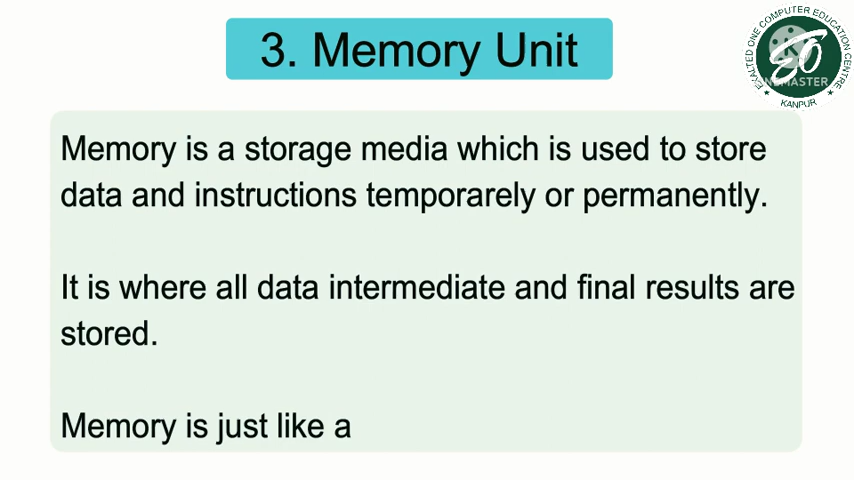 3. Memory Unit
EXALTED ONE COMPUTER EDUCATION CENTRE
KANPUR
Memory is a storage media which is used to store
data and instructions temporarely or permanently.
It is where all data intermediate and final results are
stored.
Memory is just like a